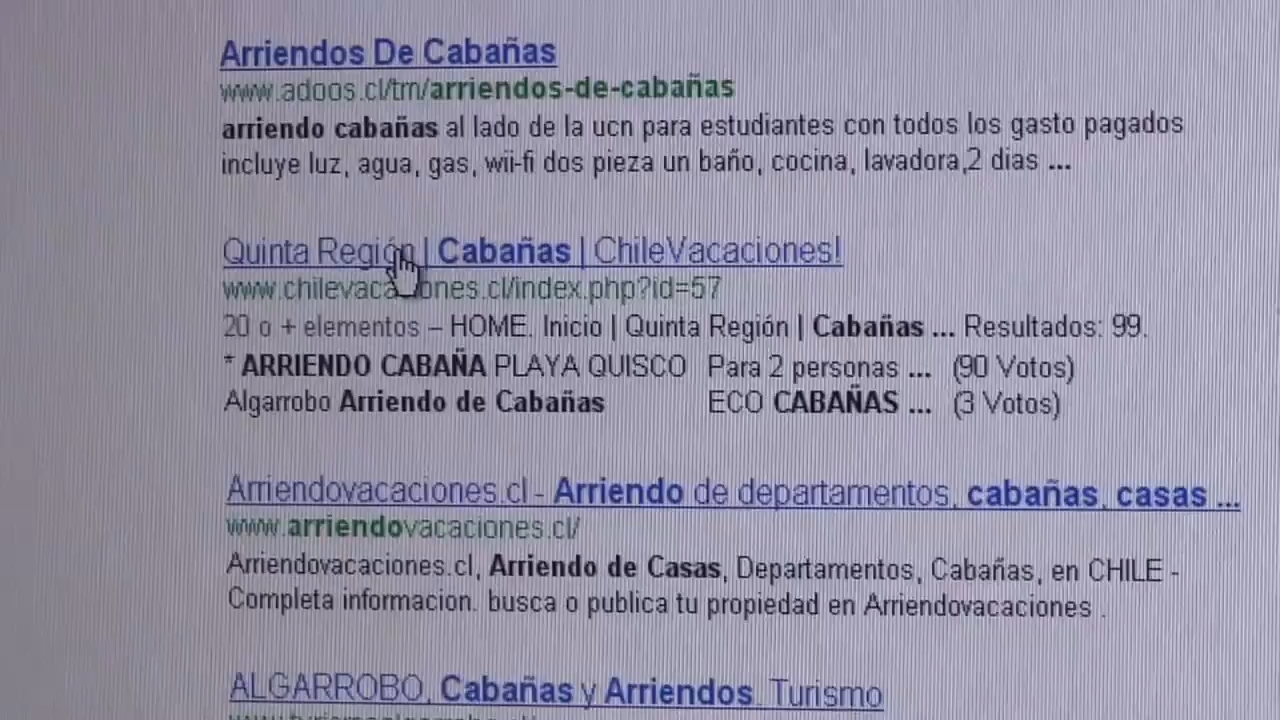 Arriendos De Cabañas
www.adoos.cl/tm/arriendos-de-cabañas
arriendo cabañas al lado de la ucn para estudiantes con todos los gasto pagados
incluye luz, agua, gas, wii-fi dos pieza un baño, cocina, lavadora,2 dias ...
Quinta Región | Cabañas | ChileVacaciones!
www.chilevacaciones.cl/index.php?id=57
20 o + elementos – HOME. Inicio | Quinta Región | Cabañas ... Resultados: 99.
* ARRIENDO CABAÑA PLAYA QUISCO Para 2 personas ... (90 Votos)
Algarrobo Arriendo de Cabañas ECO CABAÑAS ... (3 Votos)
Arriendovacaciones.cl - Arriendo de departamentos, cabañas, casas ...
www.arriendovacaciones.cl/
Arriendovacaciones.cl, Arriendo de Casas, Departamentos, Cabañas, en CHILE -
Completa informacion. busca o publica tu propiedad en Arriendovacaciones .
ALGARROBO, Cabañas y Arriendos. Turismo